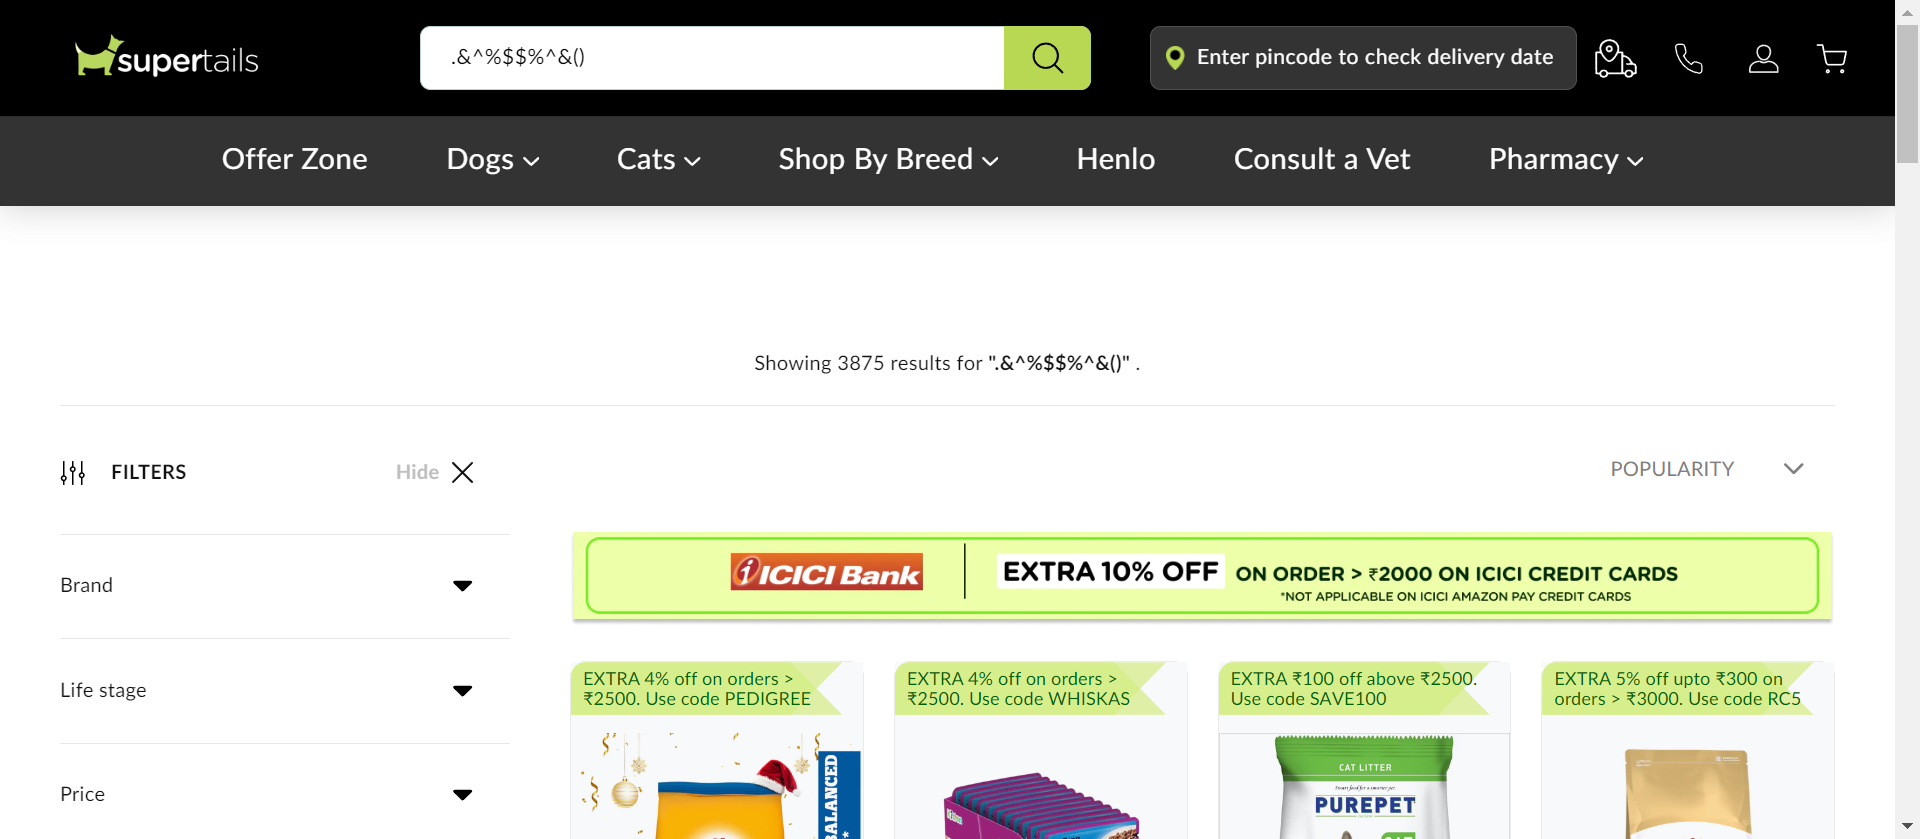 supertails
.&^%$$%^&()
Enter pincode to check delivery date
Offer Zone
Dogs
Cats
Shop By Breed
Henlo
Consult a Vet
Pharmacy
Showing 3875 results for ".&^%$$%^&()" .
FILTERS
Hide
POPULARITY
Brand
Life stage
Price
ICICI Bank
EXTRA 10% OFF
ON ORDER > ₹2000 ON ICICI CREDIT CARDS
*NOT APPLICABLE ON ICICI AMAZON PAY CREDIT CARDS
EXTRA 4% off on orders >
₹2500. Use code PEDIGREE
EXTRA 4% off on orders >
₹2500. Use code WHISKAS
EXTRA ₹100 off above ₹2500.
Use code SAVE100
EXTRA 5% off upto ₹300 on
orders > ₹3000. Use code RC5
BALANCED
CAT LITTER
PUREPET